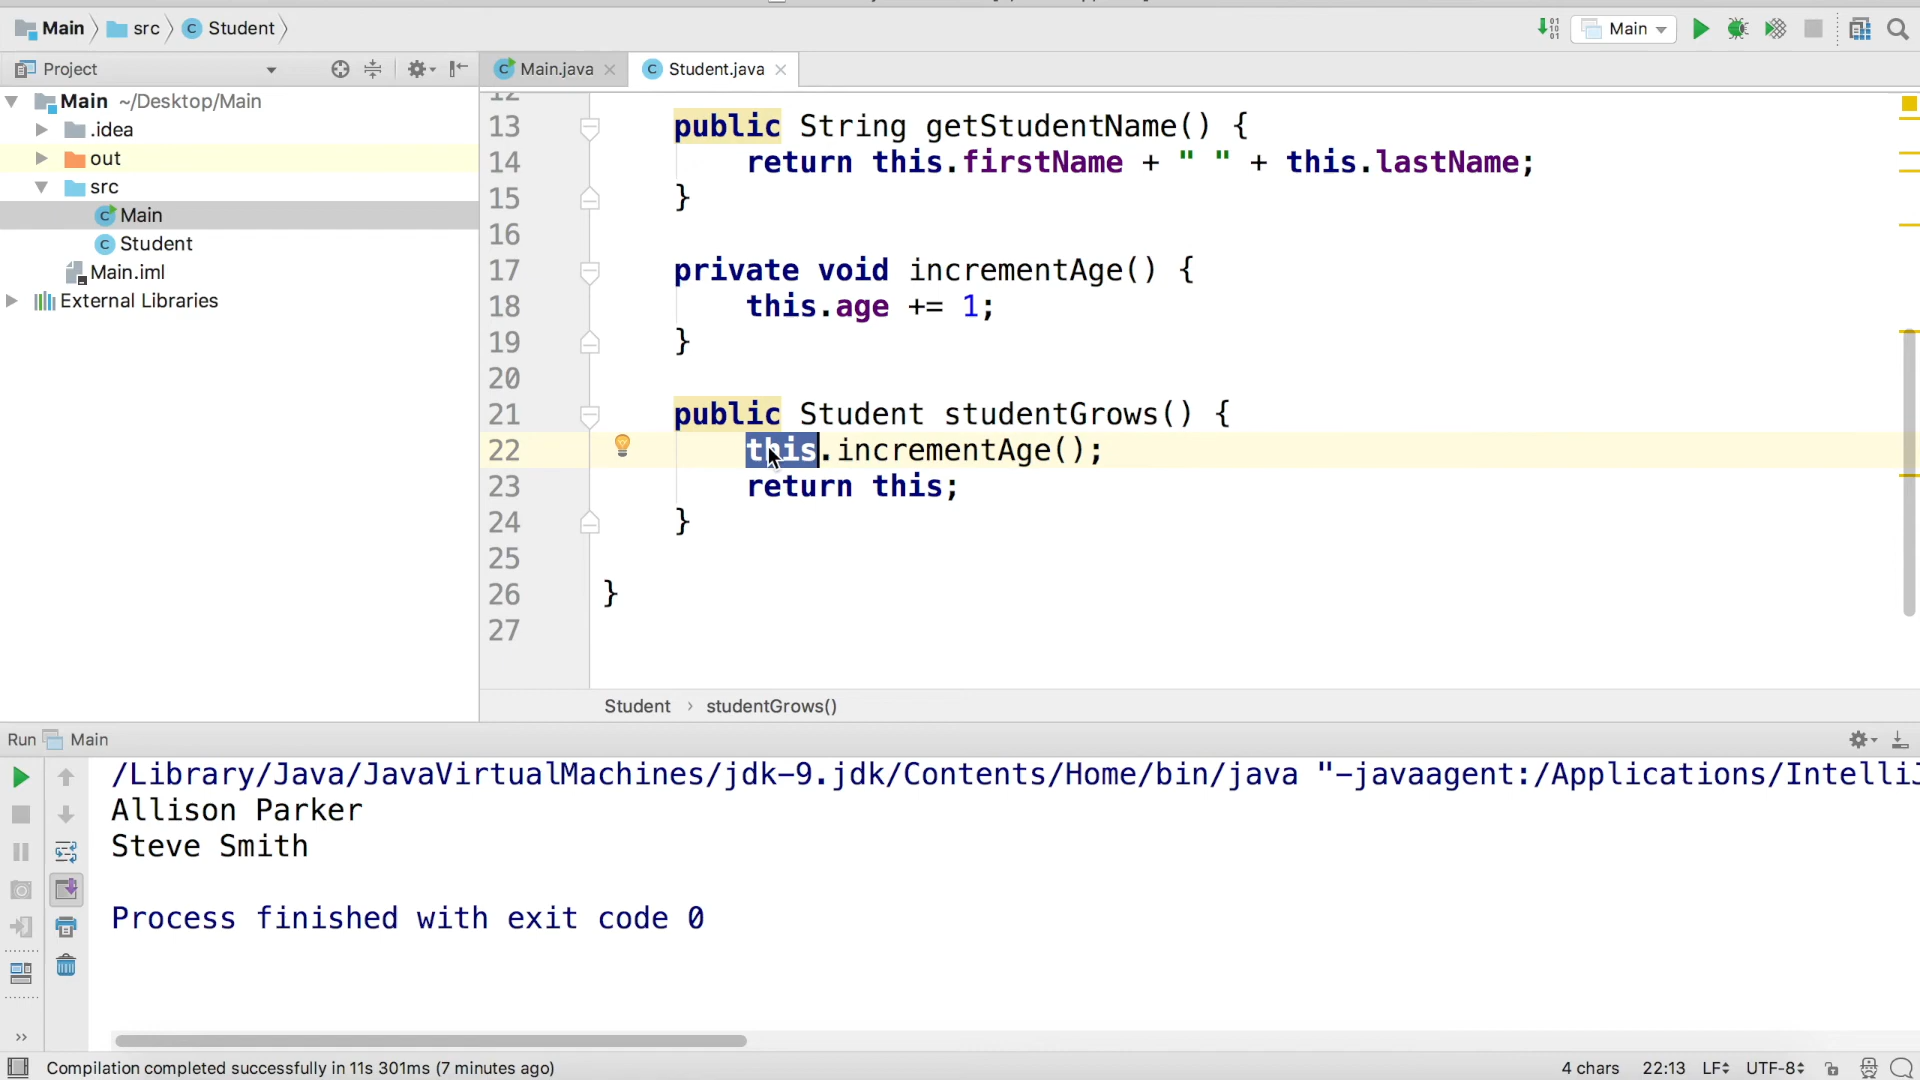 Main src Student
Main
Project
Main.java Student.java
Main ~/Desktop/Main
.idea
out
src
Main
Student
Main.iml
External Libraries
12
13 public String getStudentName() {
14 return this.firstName + " " + this.lastName;
15 }
16
17 private void incrementAge() {
18 this.age += 1;
19 }
20
21 public Student studentGrows() {
22 this.incrementAge();
23 return this;
24 }
25
26 }
27
Student › studentGrows()
Run Main
/Library/Java/JavaVirtualMachines/jdk-9.jdk/Contents/Home/bin/java "-javaagent:/Applications/IntelliJ
Allison Parker
Steve Smith
Process finished with exit code 0
Compilation completed successfully in 11s 301ms (7 minutes ago) 4 chars 22:13 LF UTF-8